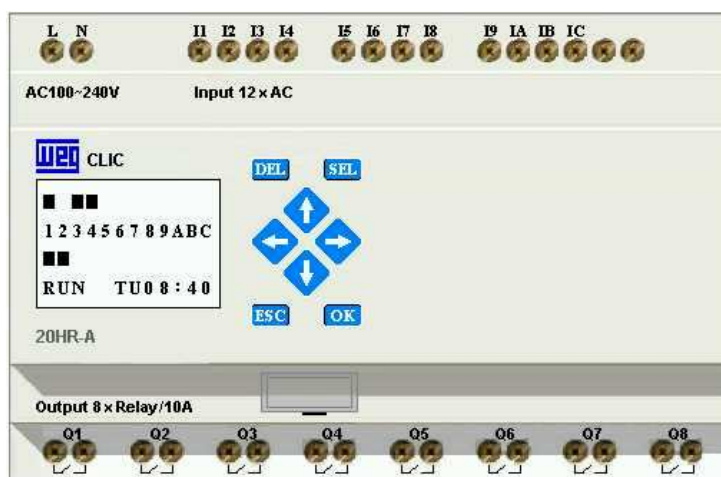 L N I1 I2 I3 I4 I5 I6 I7 I8 I9 IA IB IC
AC100~240V Input 12 x AC
WEG CLIC
DEL SEL
123456789ABC
RUN TU08:40
ESC OK
20HR-A
Output 8 x Relay/10A
Q1 Q2 Q3 Q4 Q5 Q6 Q7 Q8